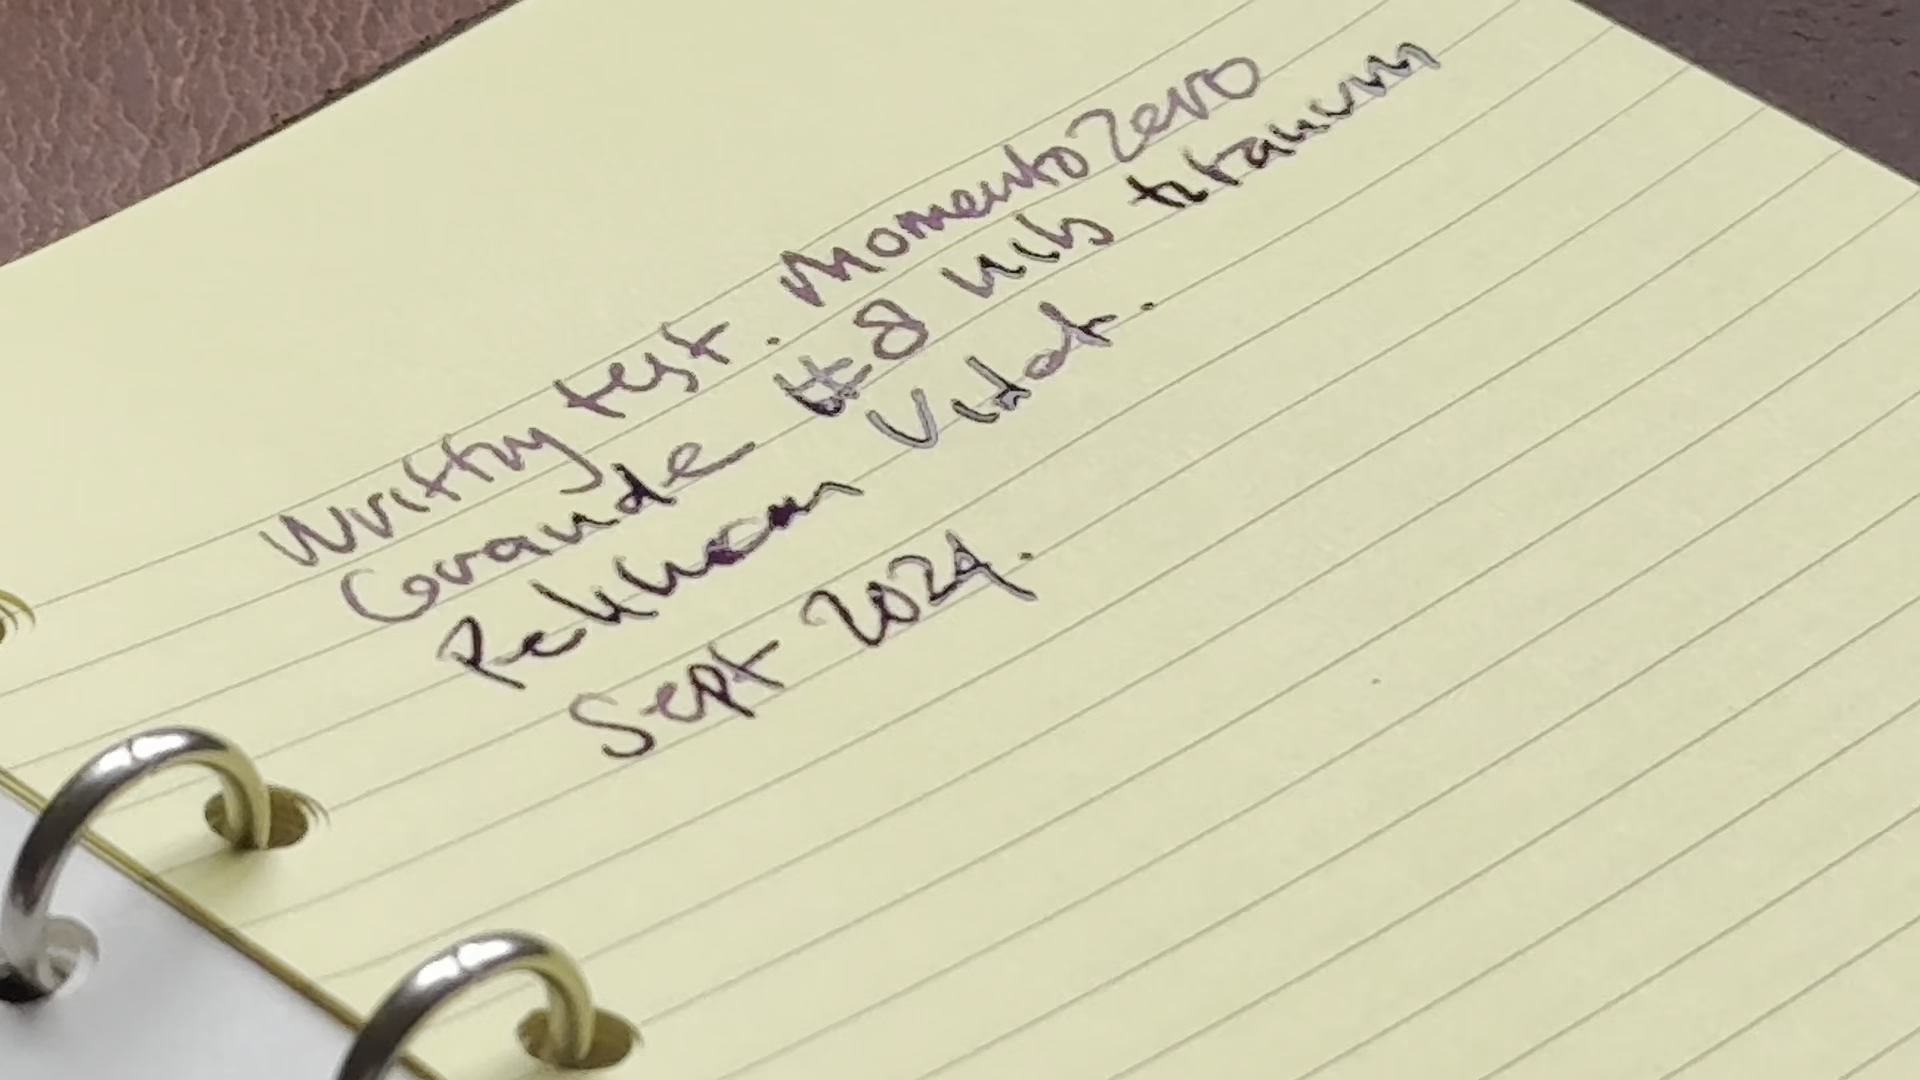 Writing test. Momento Zero
Grande #8 nib titanium
Pelikan Violet.
Sept 2024.